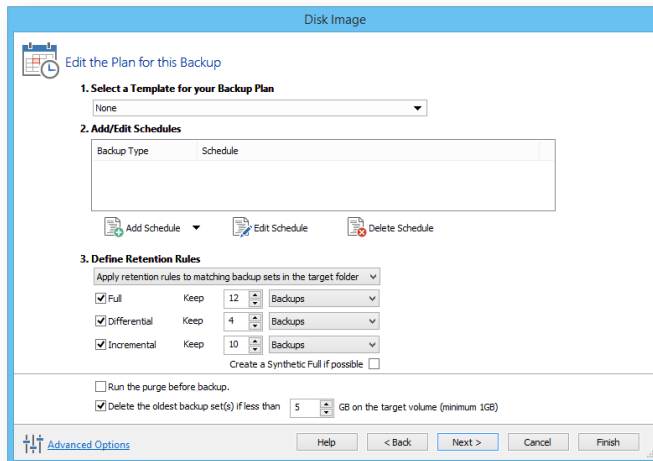 Disk Image
Edit the Plan for this Backup
1. Select a Template for your Backup Plan
None
2. Add/Edit Schedules
Backup Type Schedule
Add Schedule Edit Schedule Delete Schedule
3. Define Retention Rules
Apply retention rules to matching backup sets in the target folder
Full Keep 12 Backups
Differential Keep 4 Backups
Incremental Keep 10 Backups
Create a Synthetic Full if possible
Run the purge before backup.
Delete the oldest backup set(s) if less than 5 GB on the target volume (minimum 1GB)
Advanced Options Help < Back Next > Cancel Finish